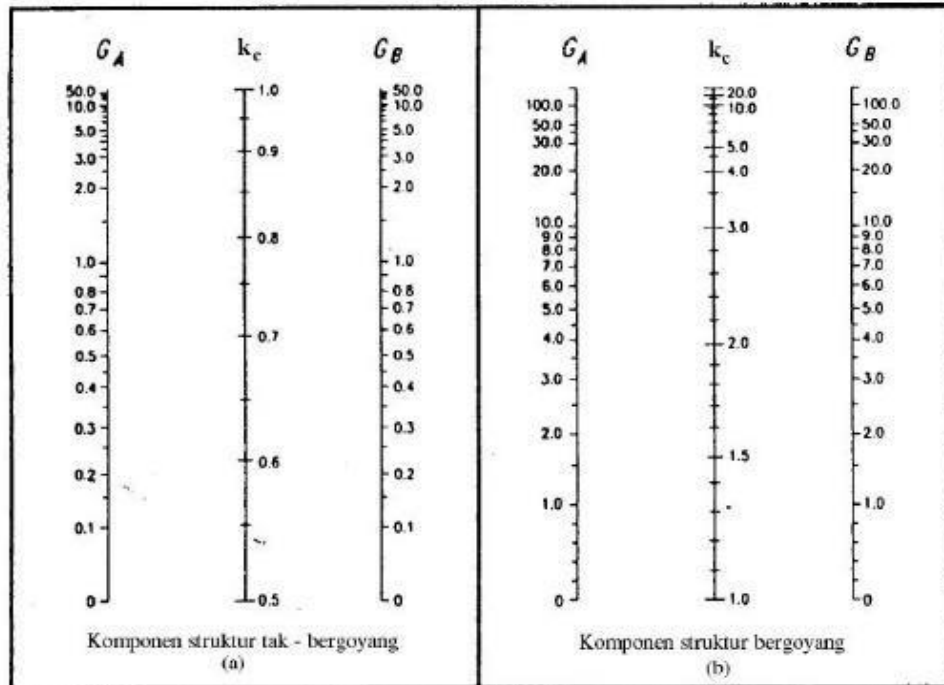 G_A k_c G_B
50.0 1.0 50.0
10.0 10.0
5.0 0.9 5.0
3.0 3.0
2.0 2.0
0.8
1.0 1.0
0.8 0.8
0.7 0.7
0.6 0.7 0.6
0.5 0.5
0.4 0.4
0.3 0.3
0.6
0.2 0.2
0.1 0.1
0 0.5 0
Komponen struktur tak - bergoyang
(a)
G_A k_c G_B
20.0
100.0 10.0 100.0
50.0 50.0
30.0 5.0 30.0
20.0 4.0 20.0
10.0 3.0 10.0
9.0 9.0
8.0 8.0
7.0 7.0
6.0 6.0
5.0 5.0
4.0 2.0 4.0
3.0 3.0
2.0 2.0
1.5
1.0 1.0
0 1.0 0
Komponen struktur bergoyang
(b)